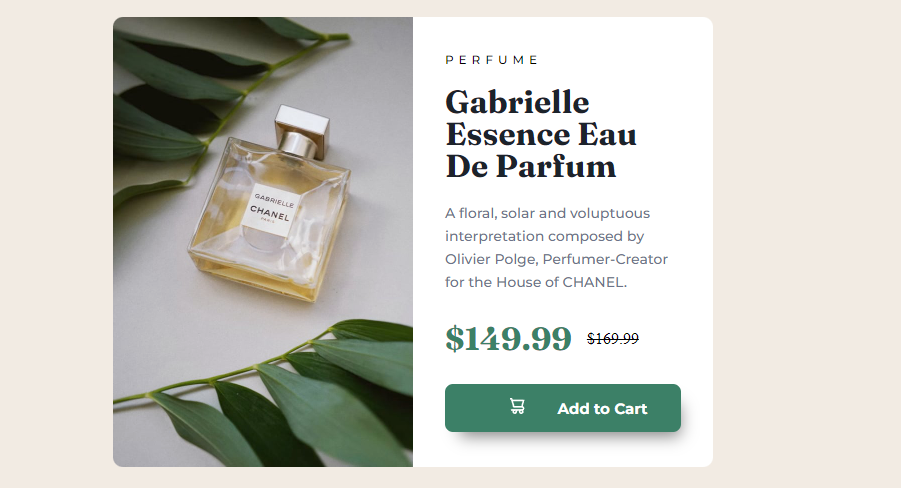 GABRIELLE
CHANEL
PARIS
PERFUME
Gabrielle
Essence Eau
De Parfum
A floral, solar and voluptuous
interpretation composed by
Olivier Polge, Perfumer-Creator
for the House of CHANEL.
$149.99 $169.99
Add to Cart